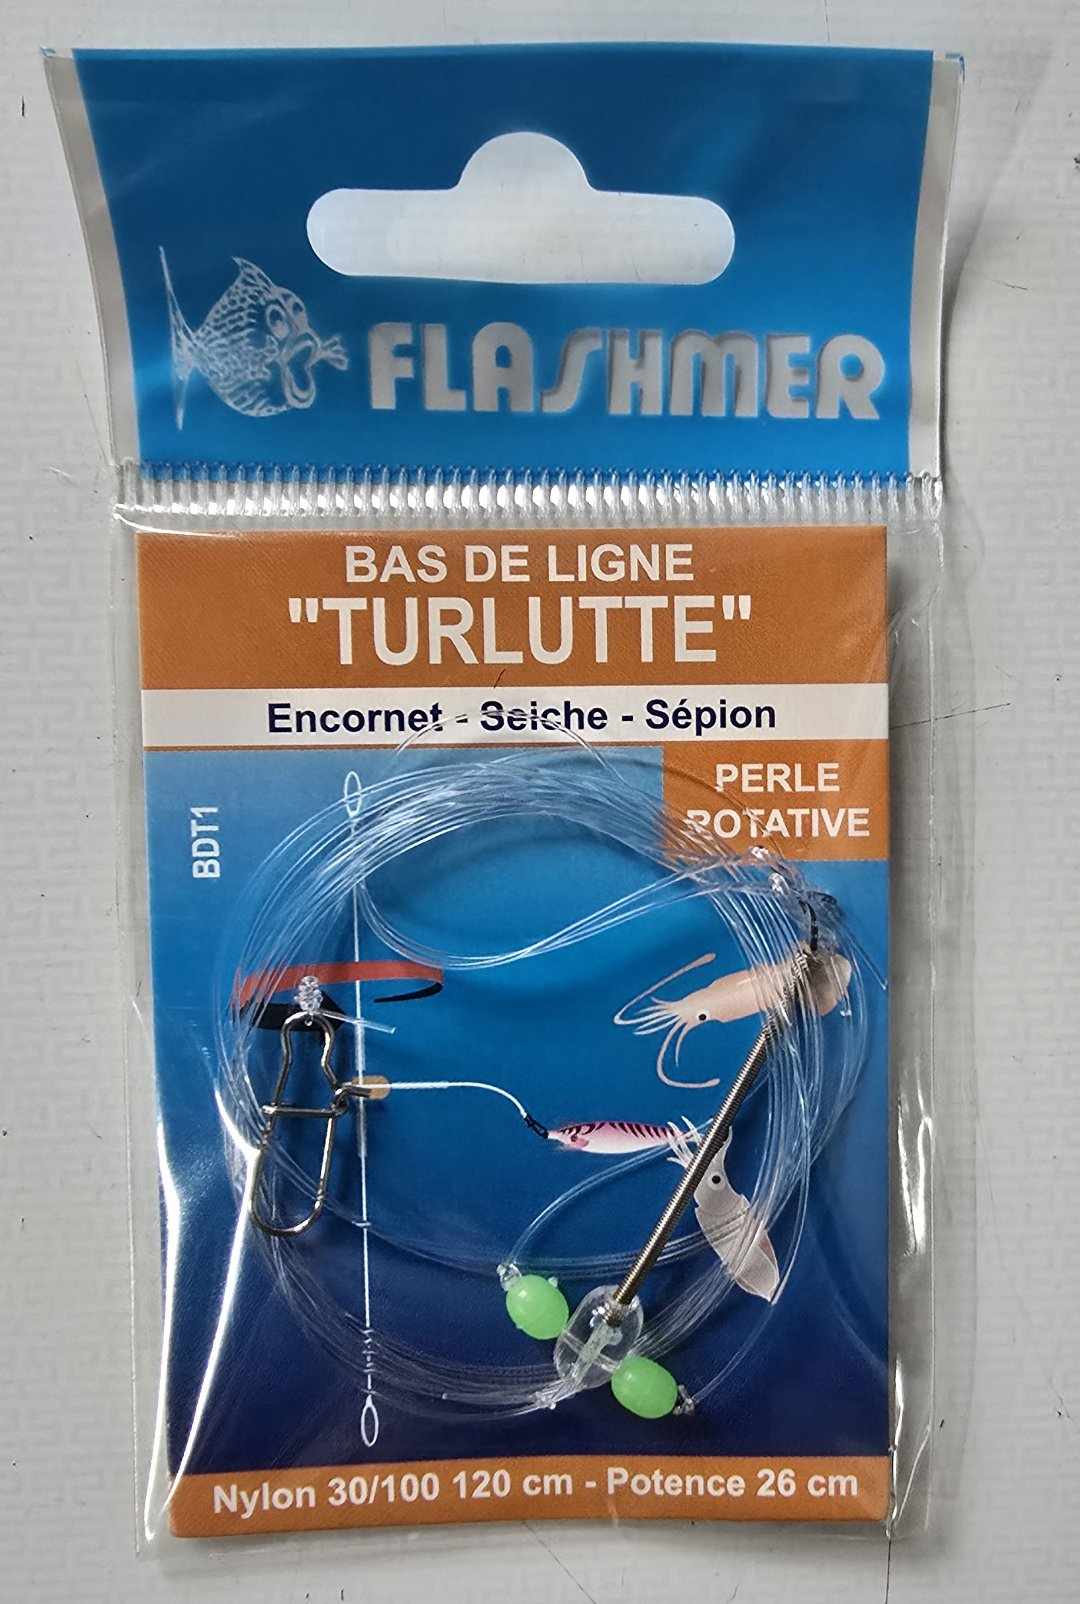 FLASHMER
BAS DE LIGNE
"TURLUTTE"
Encornet - Seiche - Sépion
PERLE
ROTATIVE
BDT1
Nylon 30/100 120 cm - Potence 26 cm